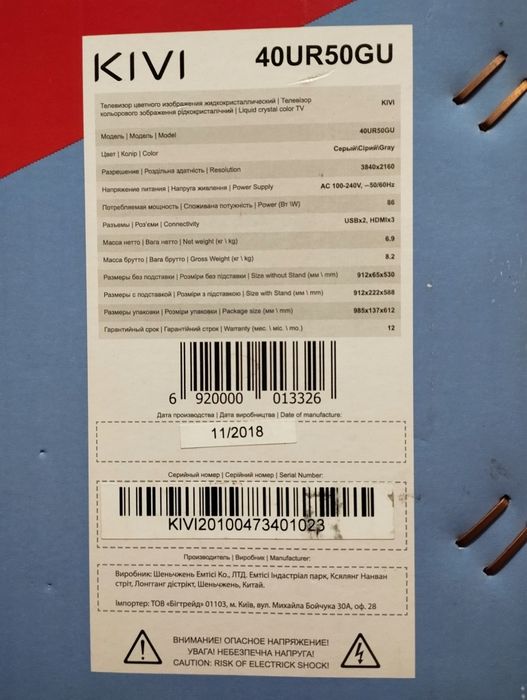 KIVI 40UR50GU
Телевизор цветного изображения жидкокристаллический | Телевізор KIVI
кольорового зображення рідкокристалічний | Liquid crystal color TV
Модель | Модель | Model 40UR50GU
Цвет | Колір | Color Серый\Сірий\Gray
Разрешение | Роздільна здатність | Resolution 3840x2160
Напряжение питания | Напруга живлення | Power Supply AC 100-240V, ~50/60Hz
Потребляемая мощность | Споживана потужність | Power (Вт \W) 86
Разъемы | Роз'єми | Connectivity USBx2, HDMIx3
Масса нетто | Вага нетто | Net weight (кг \ kg) 6.9
Масса брутто | Вага брутто | Gross Weight (кг \ kg) 8.2
Размеры без подставки | Розміри без підставки | Size without Stand (мм \ mm) 912x65x530
Размеры с подставкой | Розміри з підставкою | Size with Stand (мм \ mm) 912x222x588
Размеры упаковки | Розміри упаковки | Package size (мм \ mm) 985x137x612
Гарантийный срок | Гарантійний строк | Warranty (мес. \ міс. \ mo.) 12
6 920000 013326
Дата производства | Дата виробництва | Date of manufacture:
11/2018
Серийный номер | Серійний номер | Serial Number:
KIVI20100473401023
Производитель | Виробник | Manufacturer:
Виробник: Шеньчжень Емтісі Ко., ЛТД. Емтісі Індастріал парк, Ксялянг Нанван
стріт, Лонгганг дістрікт, Шеньчжень, Китай.
Імпортер: ТОВ «Бігтрейд» 01103, м. Київ, вул. Михайла Бойчука 30А, оф. 28
ВНИМАНИЕ! ОПАСНОЕ НАПРЯЖЕНИЕ!
УВАГА! НЕБЕЗПЕЧНА НАПРУГА!
CAUTION: RISK OF ELECTRICK SHOCK!